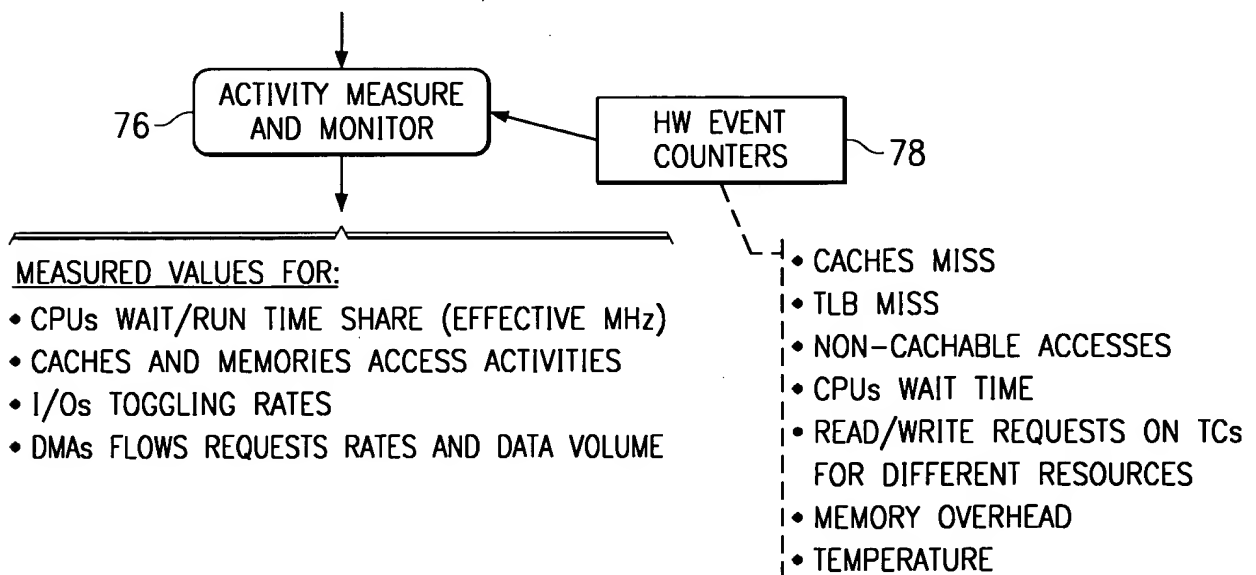 ACTIVITY MEASURE
AND MONITOR
76
HW EVENT
COUNTERS
78
MEASURED VALUES FOR:
• CPUs WAIT/RUN TIME SHARE (EFFECTIVE MHz)
• CACHES AND MEMORIES ACCESS ACTIVITIES
• I/Os TOGGLING RATES
• DMAs FLOWS REQUESTS RATES AND DATA VOLUME
• CACHES MISS
• TLB MISS
• NON-CACHABLE ACCESSES
• CPUs WAIT TIME
• READ/WRITE REQUESTS ON TCs
FOR DIFFERENT RESOURCES
• MEMORY OVERHEAD
• TEMPERATURE